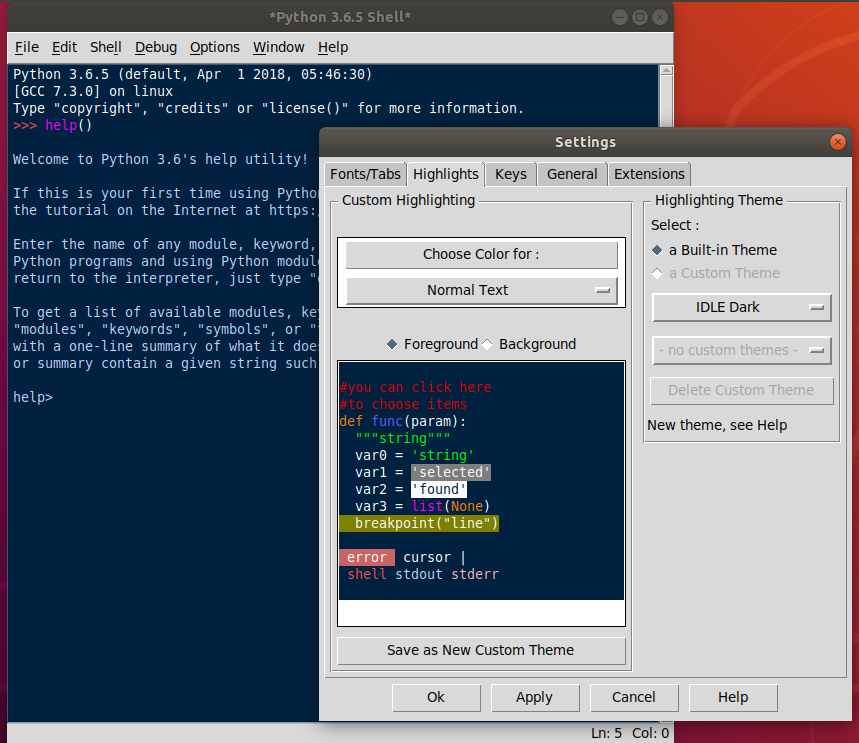 *Python 3.6.5 Shell*
File Edit Shell Debug Options Window Help
Python 3.6.5 (default, Apr  1 2018, 05:46:30)
[GCC 7.3.0] on linux
Type "copyright", "credits" or "license()" for more information.
>>> help()
Welcome to Python 3.6's help utility!
If this is your first time using Python
the tutorial on the Internet at https:
Enter the name of any module, keyword,
Python programs and using Python modul
return to the interpreter, just type "
To get a list of available modules, key
"modules", "keywords", "symbols", or "
with a one-line summary of what it does
or summary contain a given string such
help>
Ln: 5 Col: 0
Settings
Fonts/Tabs Highlights Keys General Extensions
Custom Highlighting
Choose Color for :
Normal Text
Foreground Background
#you can click here
#to choose items
def func(param):
  """string"""
  var0 = 'string'
  var1 = 'selected'
  var2 = 'found'
  var3 = list(None)
  breakpoint("line")
 error  cursor |
 shell stdout stderr
Save as New Custom Theme
Highlighting Theme
Select :
a Built-in Theme
a Custom Theme
IDLE Dark
- no custom themes -
Delete Custom Theme
New theme, see Help
Ok Apply Cancel Help